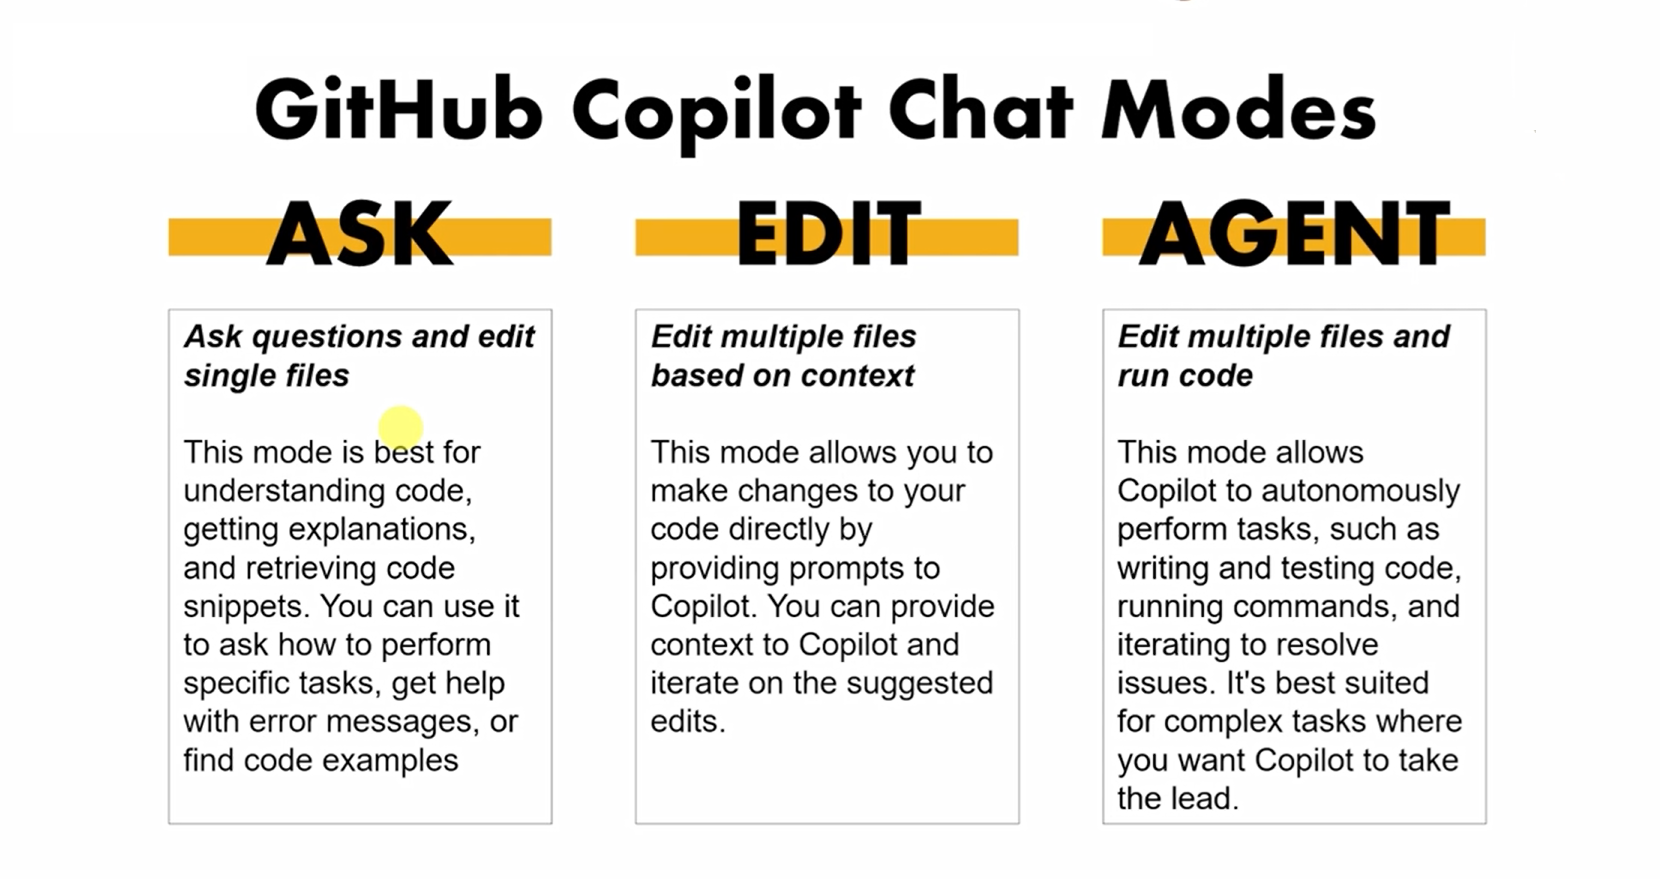 GitHub Copilot Chat Modes
ASK
Ask questions and edit
single files
This mode is best for
understanding code,
getting explanations,
and retrieving code
snippets. You can use it
to ask how to perform
specific tasks, get help
with error messages, or
find code examples
EDIT
Edit multiple files
based on context
This mode allows you to
make changes to your
code directly by
providing prompts to
Copilot. You can provide
context to Copilot and
iterate on the suggested
edits.
AGENT
Edit multiple files and
run code
This mode allows
Copilot to autonomously
perform tasks, such as
writing and testing code,
running commands, and
iterating to resolve
issues. It's best suited
for complex tasks where
you want Copilot to take
the lead.